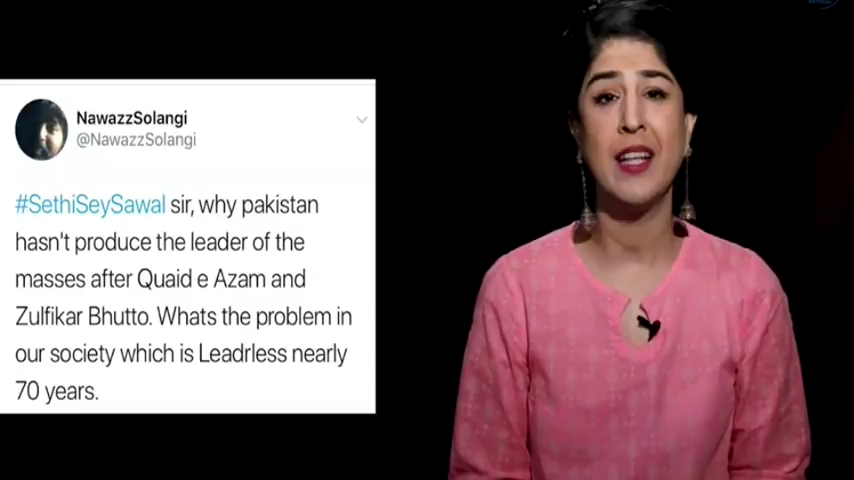 NawazzSolangi
@NawazzSolangi
#SethiSeySawal sir, why pakistan
hasn't produce the leader of the
masses after Quaid e Azam and
Zulfikar Bhutto. Whats the problem in
our society which is Leadrless nearly
70 years.